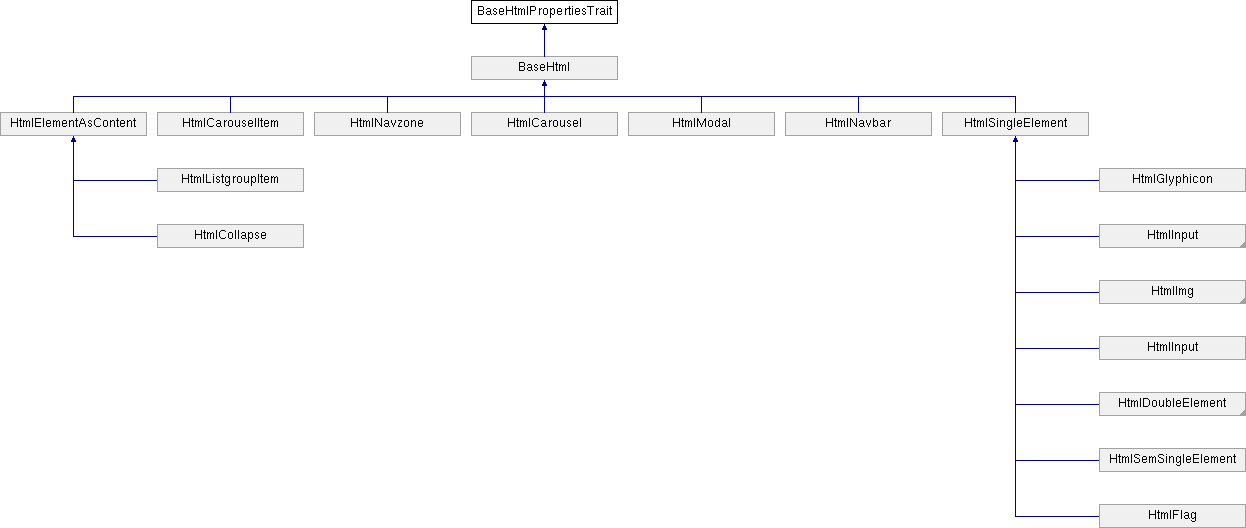 BaseHtmlPropertiesTrait
BaseHtml
HtmlElementAsContent
HtmlCarouselItem
HtmlNavzone
HtmlCarousel
HtmlModal
HtmlNavbar
HtmlSingleElement
HtmlListgroupItem
HtmlGlyphicon
HtmlCollapse
HtmlInput
HtmlImg
HtmlInput
HtmlDoubleElement
HtmlSemSingleElement
HtmlFlag